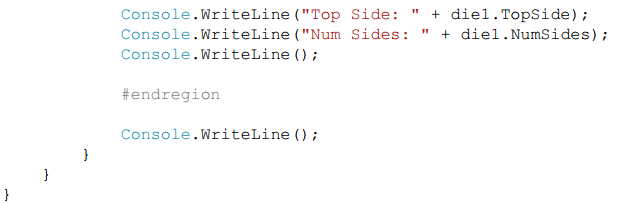 Console.WriteLine("Top Side: " + die1.TopSide);
Console.WriteLine("Num Sides: " + die1.NumSides);
Console.WriteLine();
#endregion
Console.WriteLine();
}
}
}